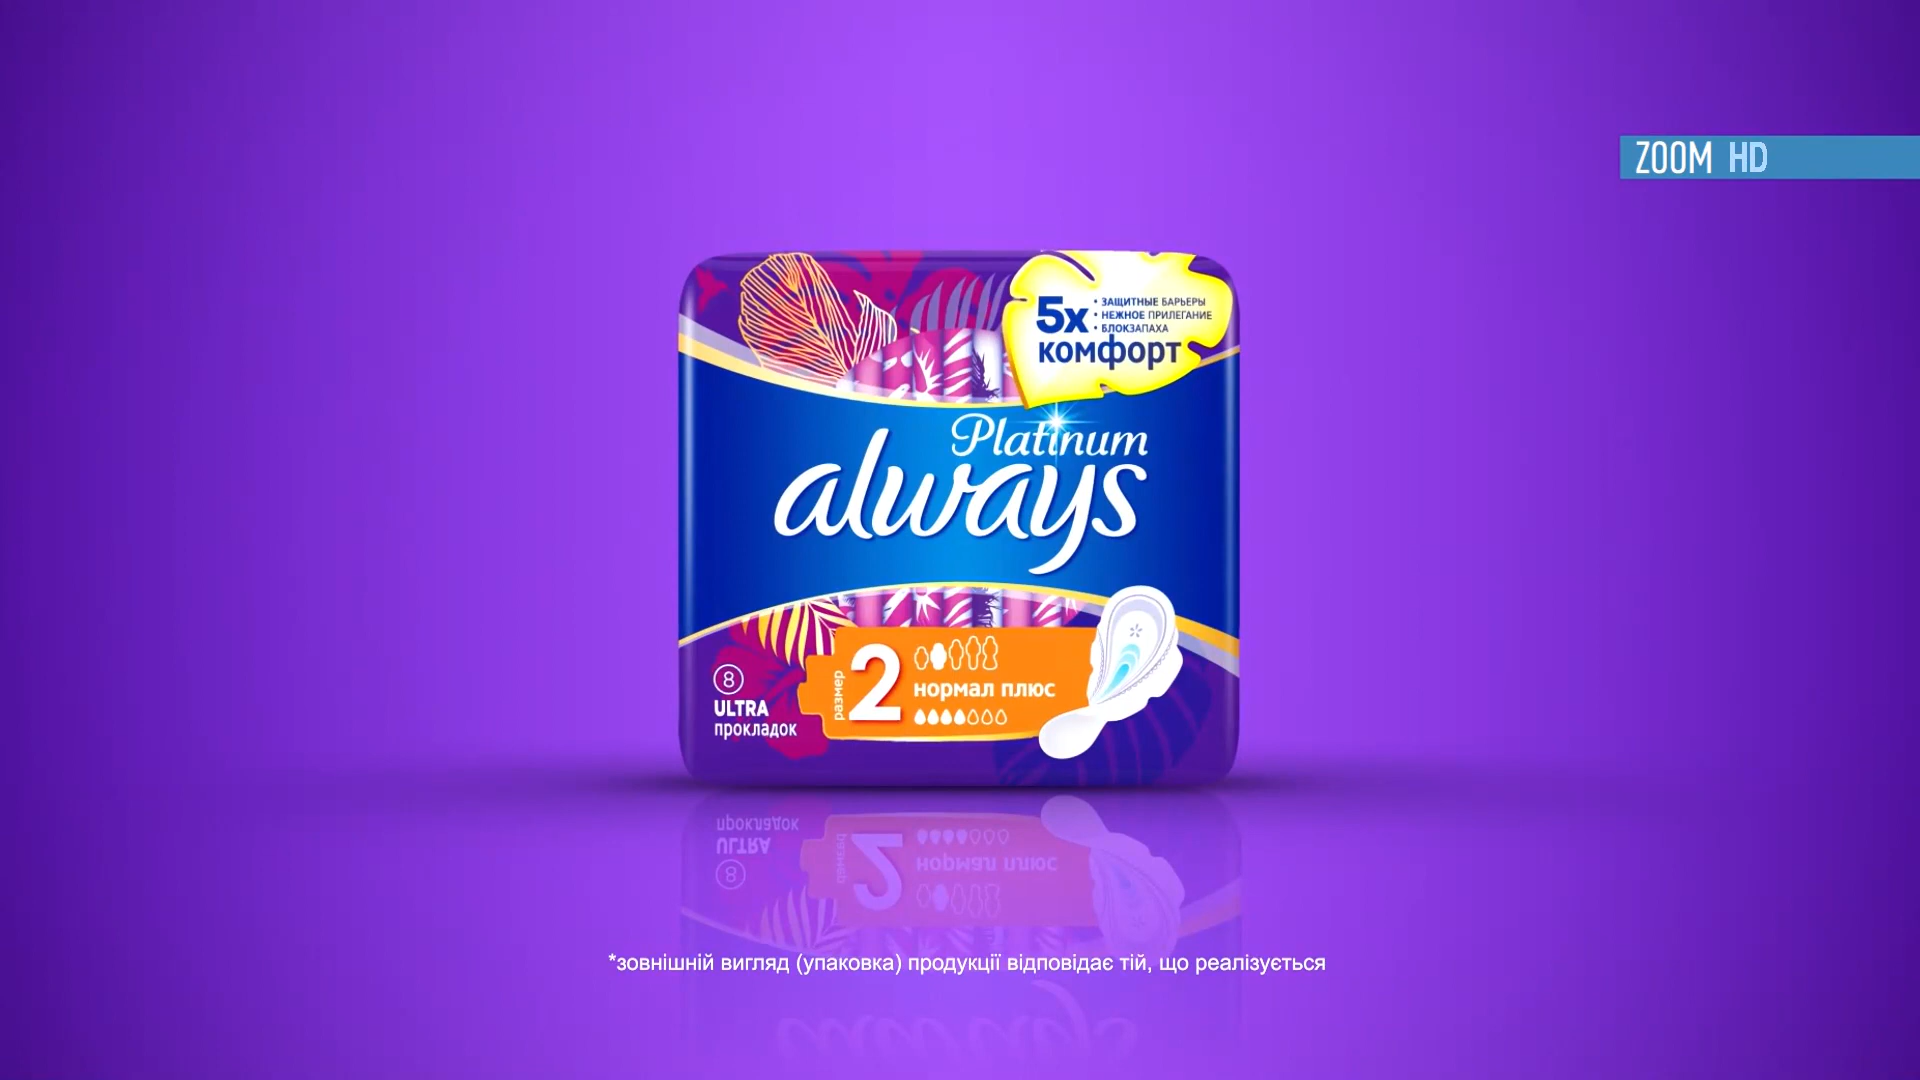 ZOOM HD
5x
• ЗАЩИТНЫЕ БАРЬЕРЫ
• НЕЖНОЕ ПРИЛЕГАНИЕ
• БЛОКЗАПАХА
комфорт
Platinum
always
размер
2
нормал плюс
8
ULTRA
прокладок
*зовнішній вигляд (упаковка) продукції відповідає тій, що реалізується